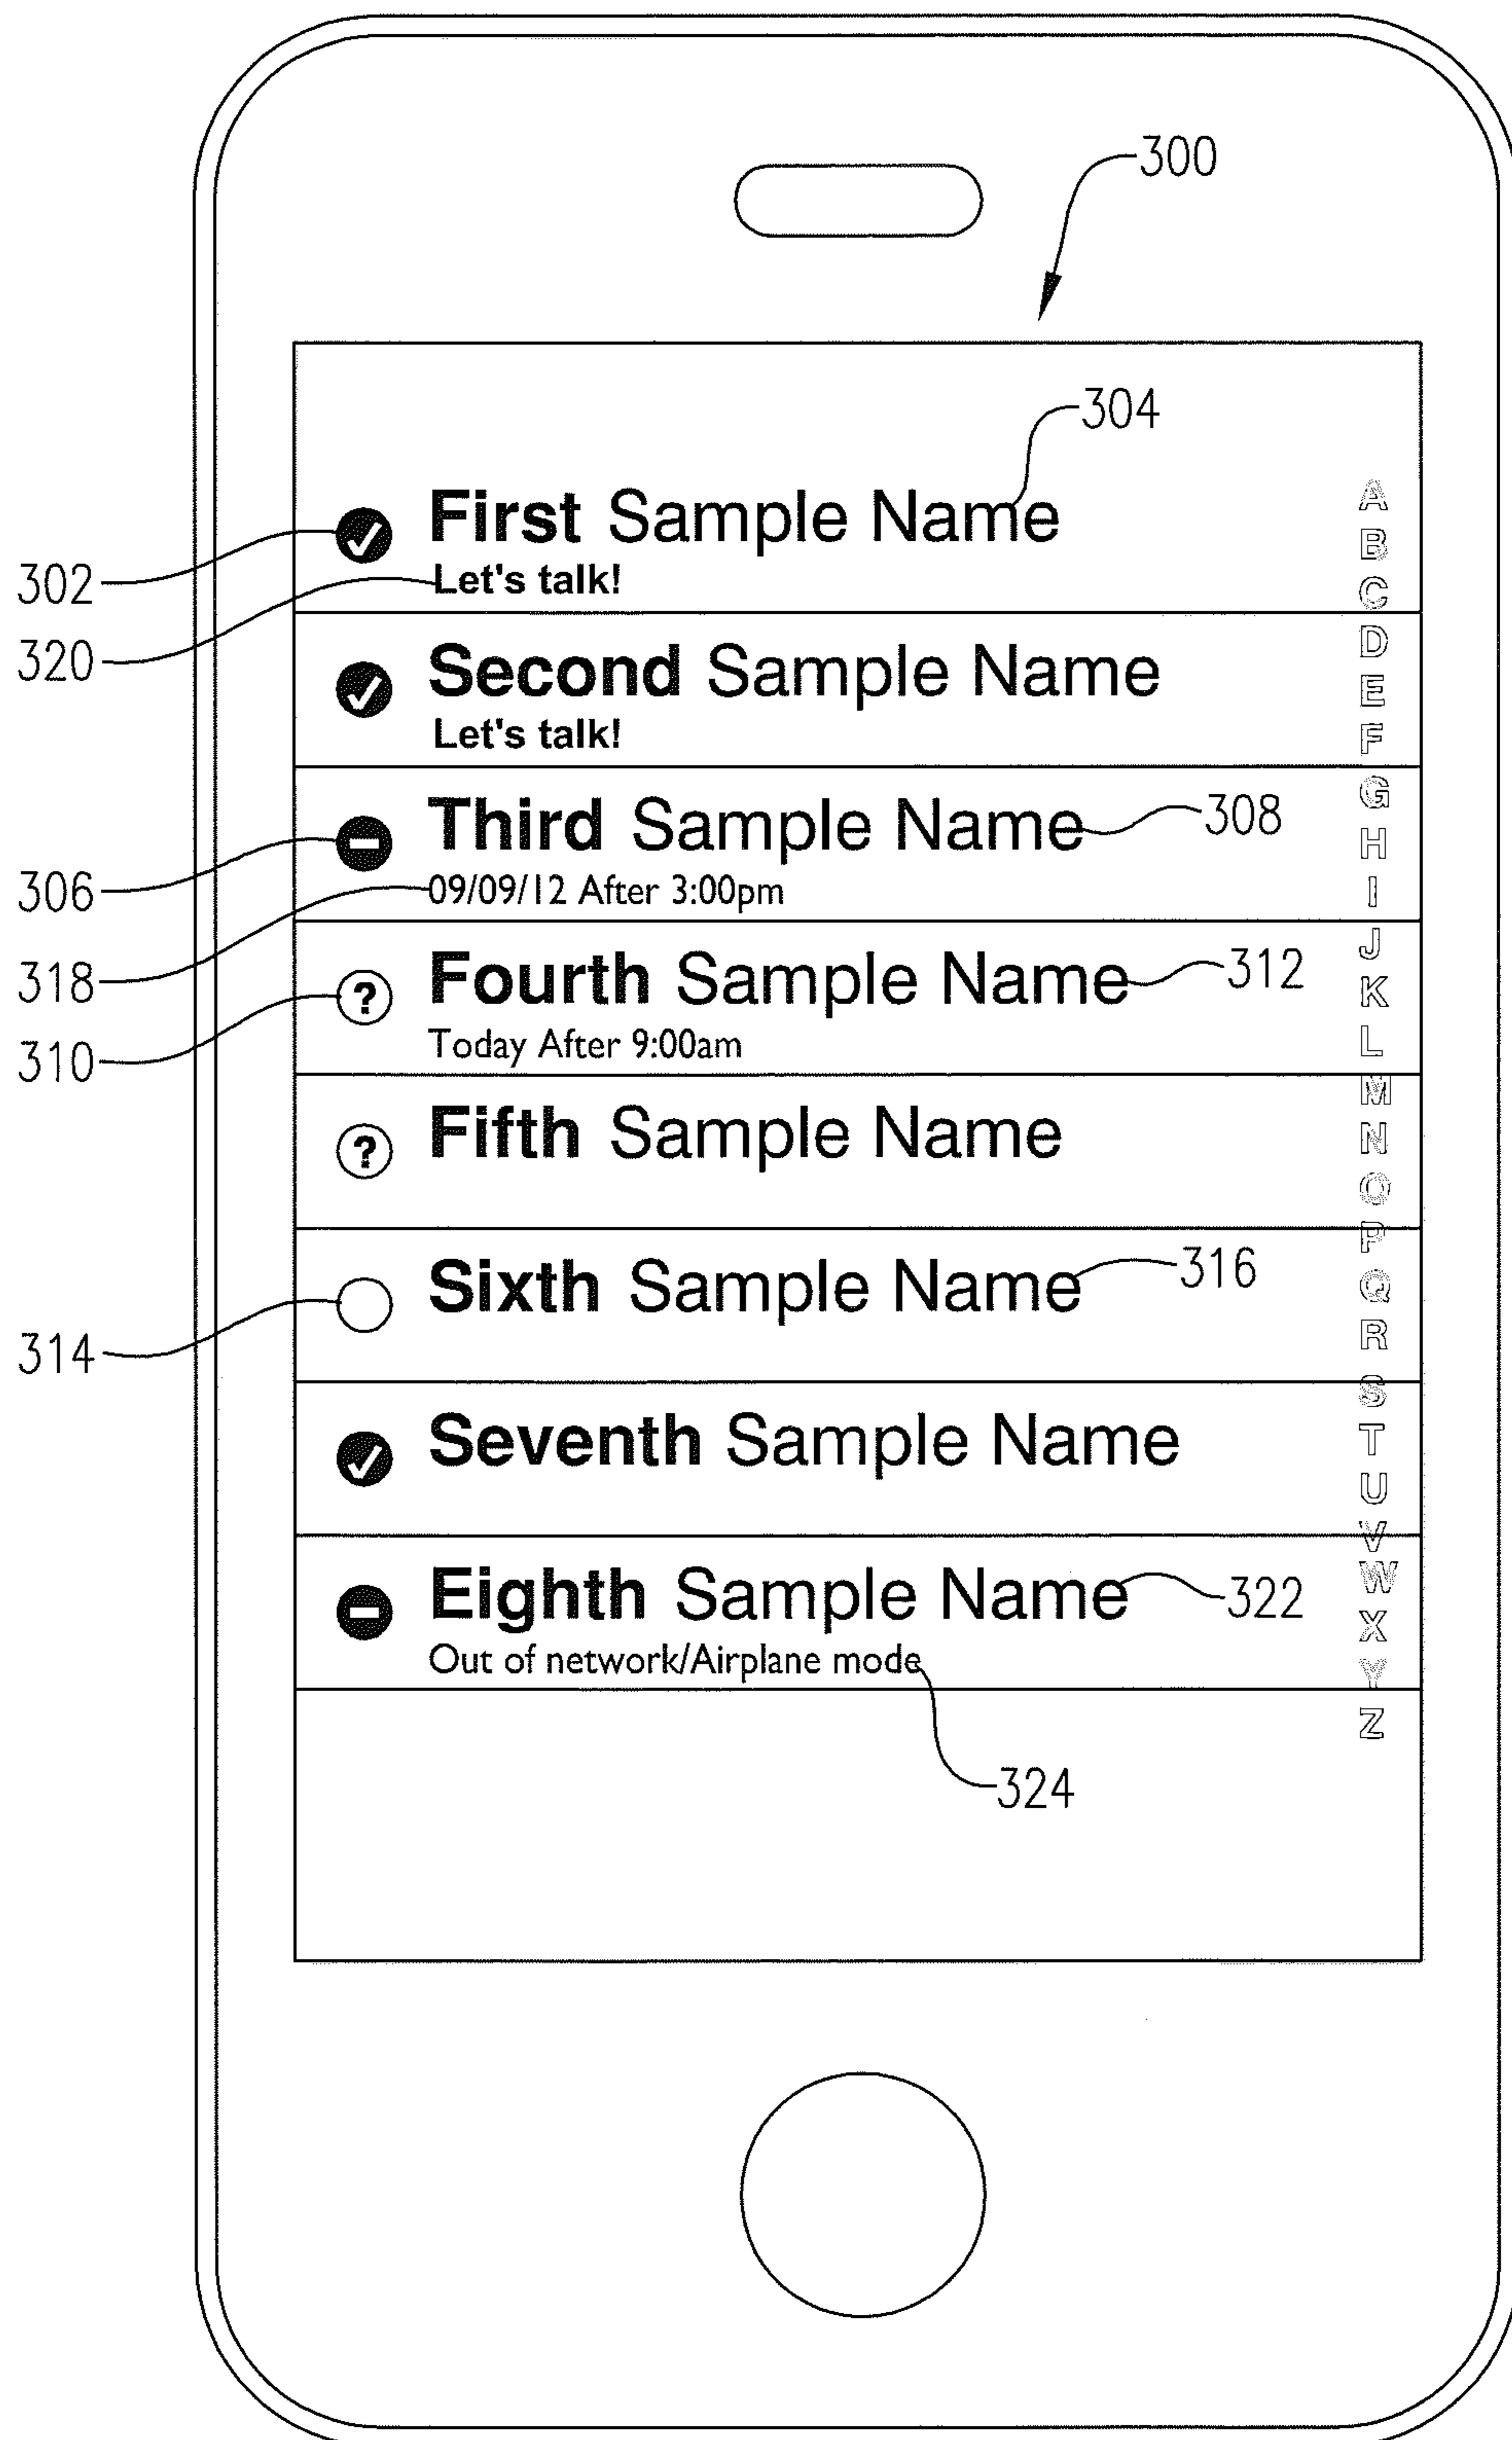 300
304
First Sample Name
302
Let's talk!
320
Second Sample Name
Let's talk!
Third Sample Name
308
306
09/09/12 After 3:00pm
318
Fourth Sample Name
312
310
Today After 9:00am
Fifth Sample Name
Sixth Sample Name
316
314
Seventh Sample Name
Eighth Sample Name
322
Out of network/Airplane mode
324
A
B
C
D
E
F
G
H
I
J
K
L
M
N
O
P
Q
R
S
T
U
V
W
X
Y
Z